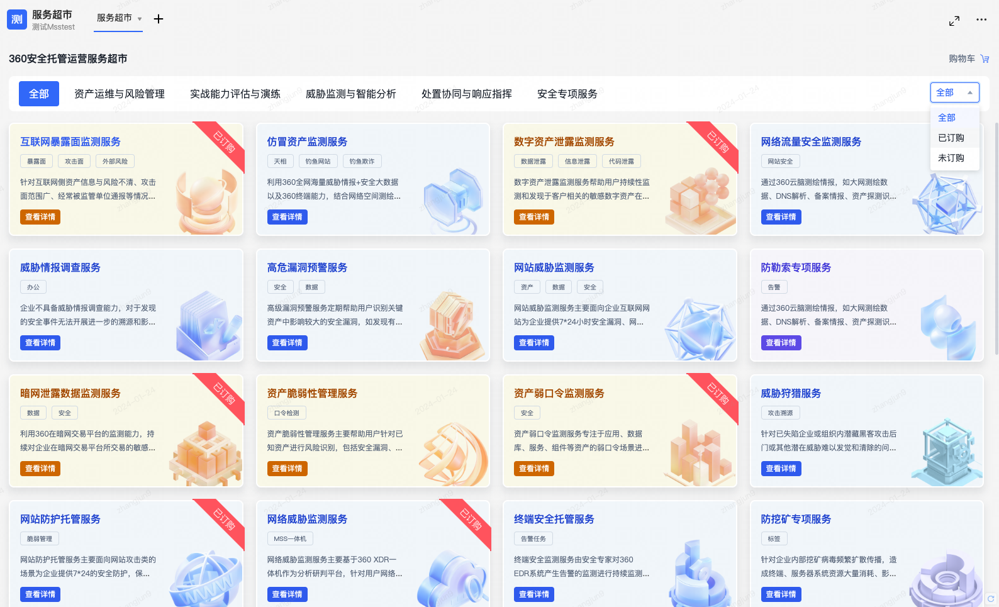 测
服务超市
测试Msstest
服务超市
360安全托管运营服务超市
购物车
全部
资产运维与风险管理
实战能力评估与演练
威胁监测与智能分析
处置协同与响应指挥
安全专项服务
全部
全部
已订购
未订购
互联网暴露面监测服务
已订购
暴露面
攻击面
外部风险
针对互联网侧资产信息与风险不清、攻击
面范围广、经常被监管单位通报等情况...
查看详情
仿冒资产监测服务
天相
钓鱼网站
钓鱼欺诈
利用360全网海量威胁情报+安全大数据
以及360终端能力，结合网络空间测绘...
查看详情
数字资产泄露监测服务
已订购
数据泄露
信息泄露
代码泄露
数字资产泄露监测服务帮助用户持续性监
测和发现于客户相关的敏感数字资产在...
查看详情
网络流量安全监测服务
网站安全
通过360云脑测绘情报，如大网测绘数
据、DNS解析、备案情报、资产探测识...
查看详情
威胁情报调查服务
办公
企业不具备威胁情报调查能力，对于发现
的安全事件无法开展进一步的溯源和影...
查看详情
高危漏洞预警服务
安全
数据
高级漏洞预警服务定期帮助用户识别关键
资产中影响较大的安全漏洞，如发现有...
查看详情
网站威胁监测服务
资产
数据
安全
网站威胁监测服务主要面向企业互联网网
站为企业提供7*24小时安全漏洞、网...
查看详情
防勒索专项服务
告警
通过360云脑测绘情报，如大网测绘数
据、DNS解析、备案情报、资产探测识...
查看详情
暗网泄露数据监测服务
已订购
数据
安全
利用360在暗网交易平台的监测能力，持
续对企业在暗网交易平台所交易的敏感...
查看详情
资产脆弱性管理服务
口令检测
资产脆弱性管理服务主要帮助用户针对已
知资产进行风险识别，包括安全漏洞、...
查看详情
资产弱口令监测服务
已订购
安全
资产弱口令监测服务专注于应用、数据
库、服务、组件等资产的弱口令场景进...
查看详情
威胁狩猎服务
攻击溯源
针对已失陷企业或组织内潜藏黑客攻击后
门或其他潜在威胁难以发觉和清除的问...
查看详情
网站防护托管服务
已订购
脆弱管理
网站防护托管服务主要面向网站攻击类的
场景为企业提供7*24的安全防护，保...
查看详情
网络威胁监测服务
已订购
MSS一体机
网络威胁监测服务主要基于360 XDR一
体机作为分析研判平台，针对用户网络...
查看详情
终端安全托管服务
告警任务
终端安全监测服务由安全专家对360
EDR系统产生告警的监测进行持续监测...
查看详情
防挖矿专项服务
标签
针对企业内部挖矿病毒频繁扩散传播，造
成终端、服务器系统资源大量消耗、影...
查看详情
zhangjun9
2024-01-24